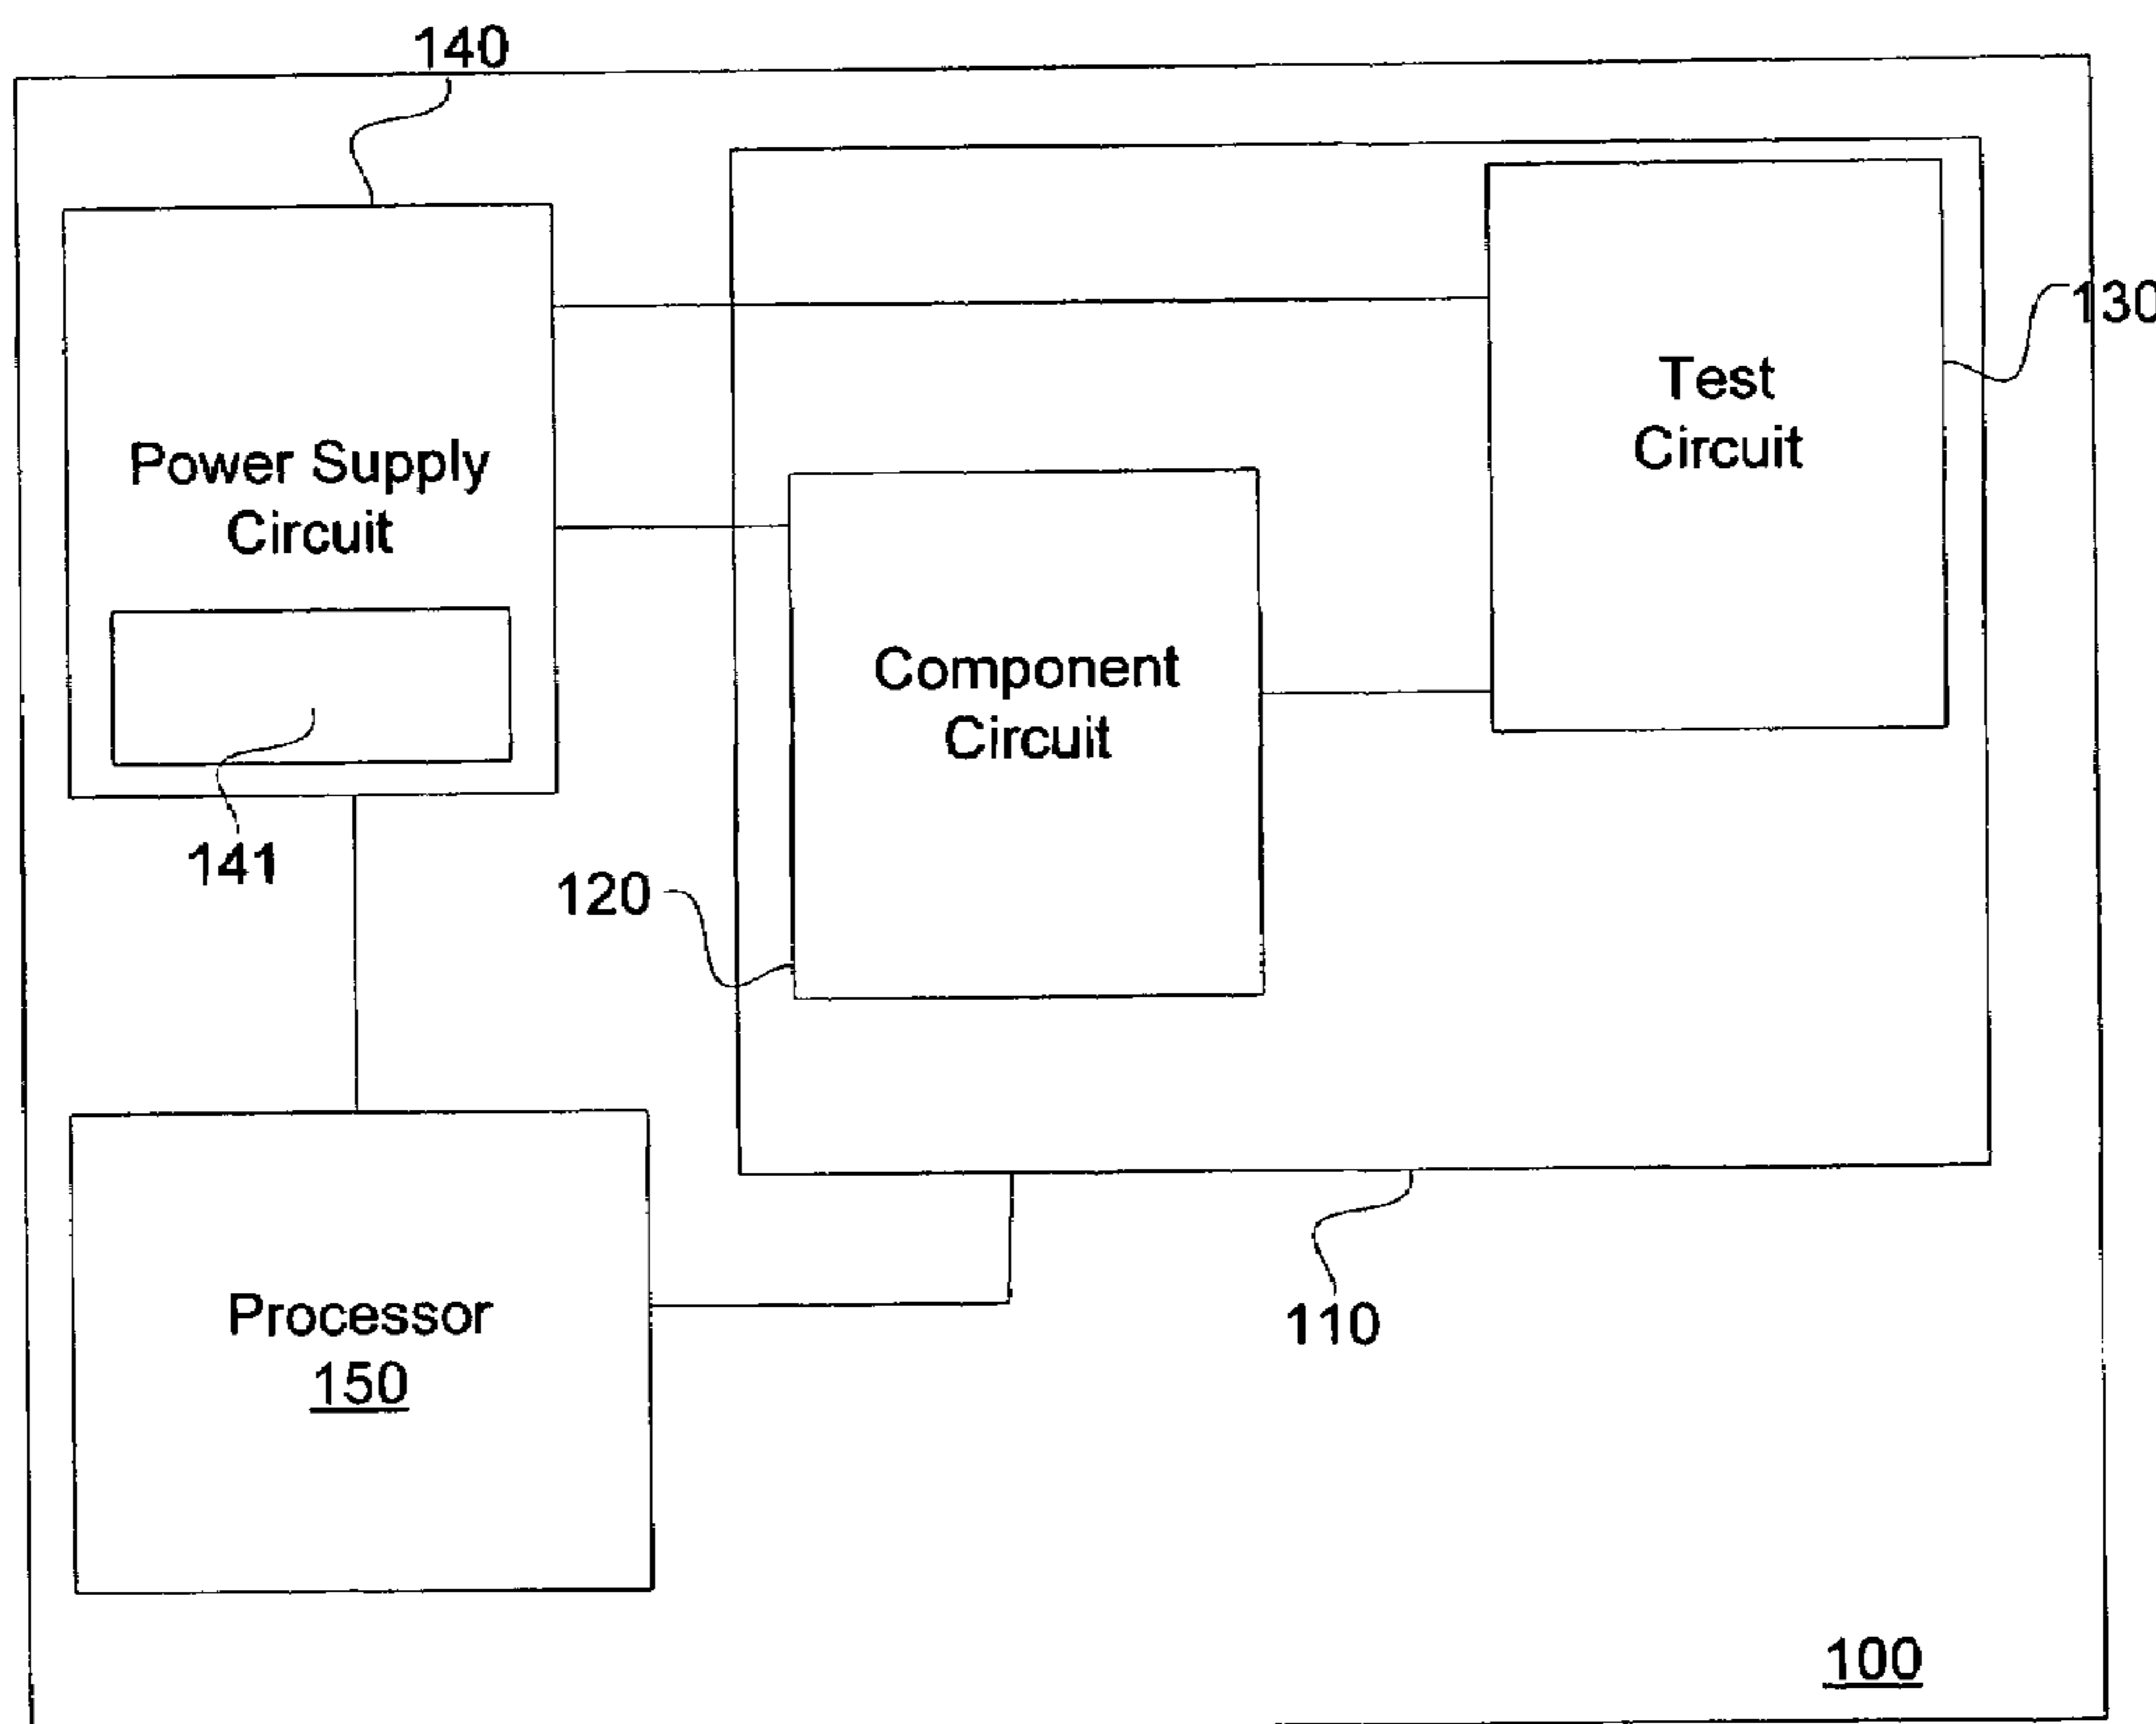 140
130
Test
Circuit
Power Supply
Circuit
Component
Circuit
141
120
110
Processor
150
100